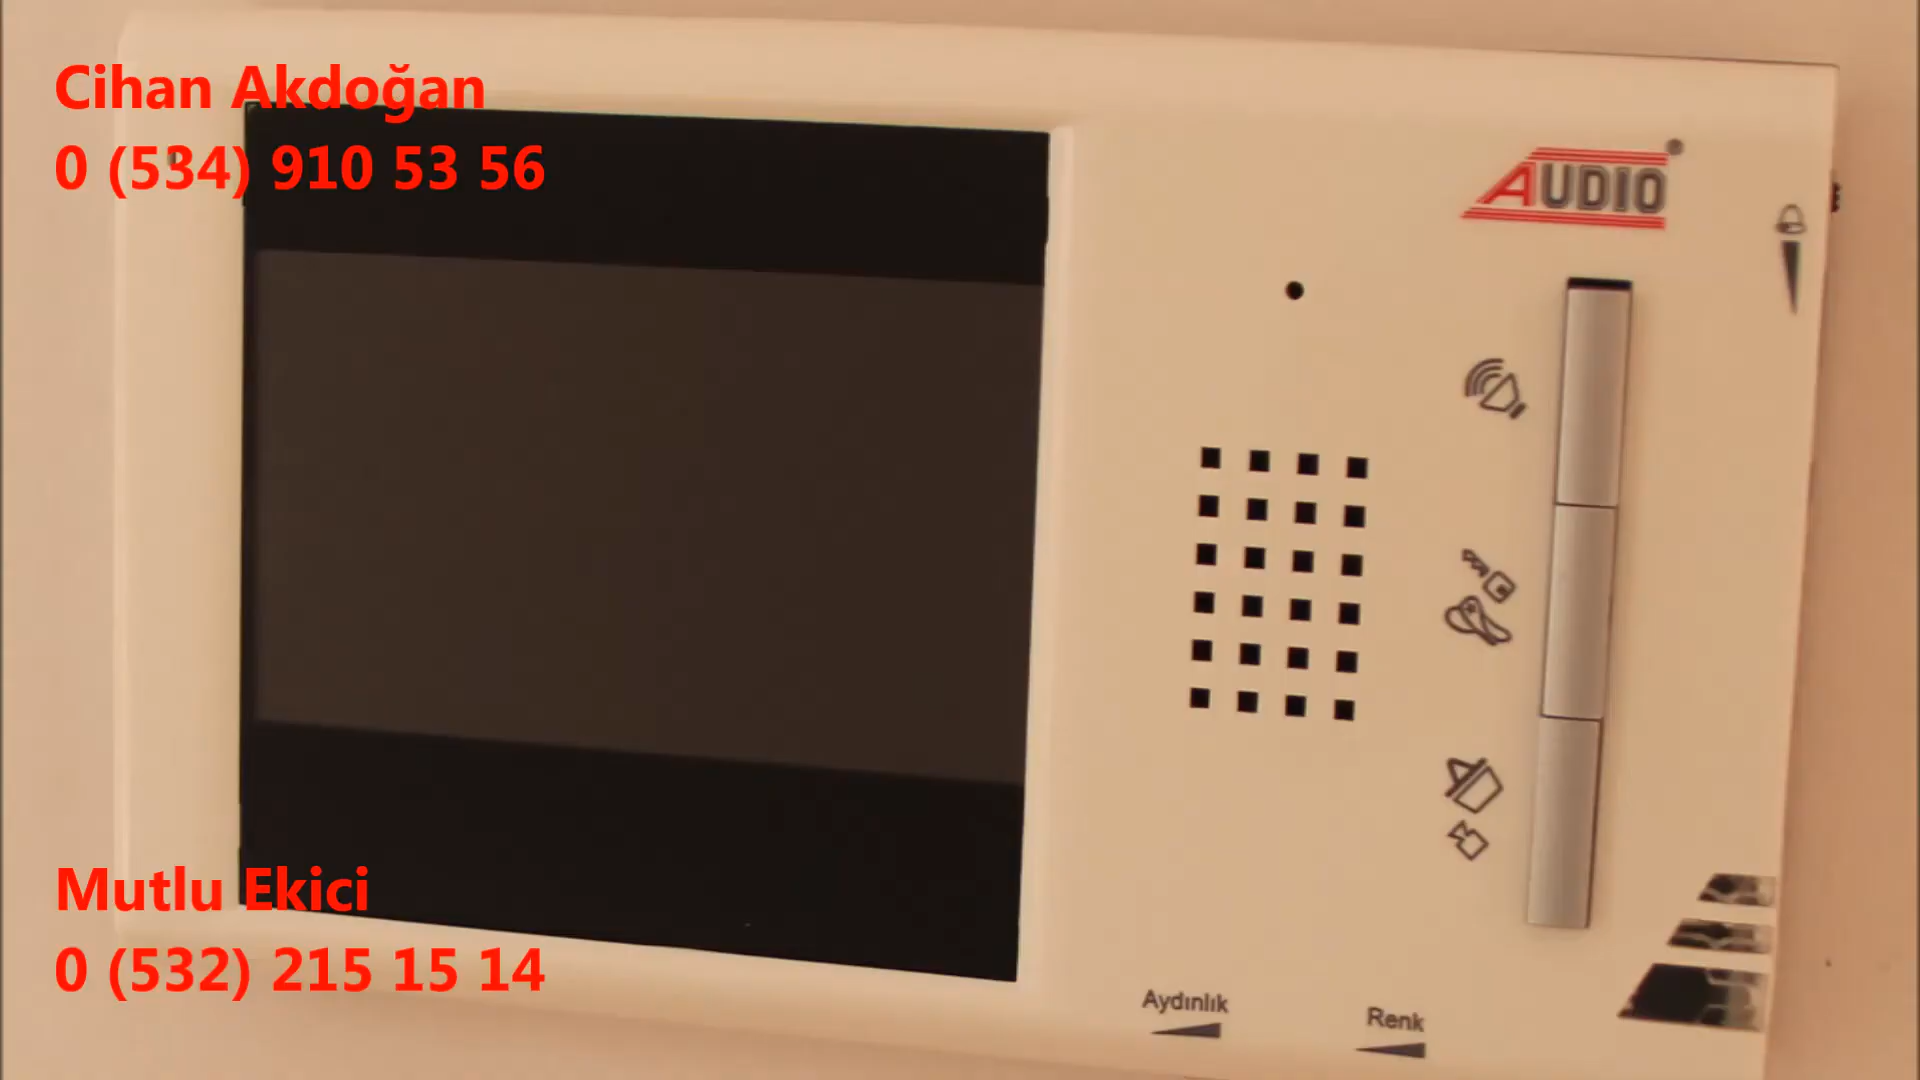 Cihan Akdoğan
0 (534) 910 53 56
AUDIO
Mutlu Ekici
0 (532) 215 15 14
Aydınlık
Renk